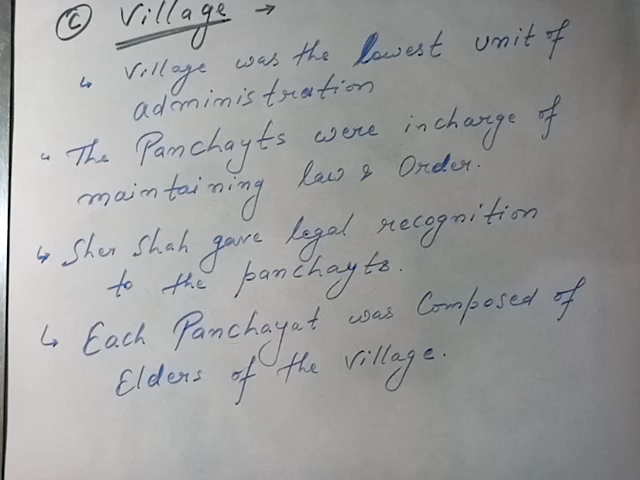 (C) Village →
↳ Village was the lowest unit of
administration
↳ The Panchayts were incharge of
maintaining law & Order.
↳ Sher Shah gave legal recognition
to the panchayts.
↳ Each Panchayat was Composed of
Elders of the Village.